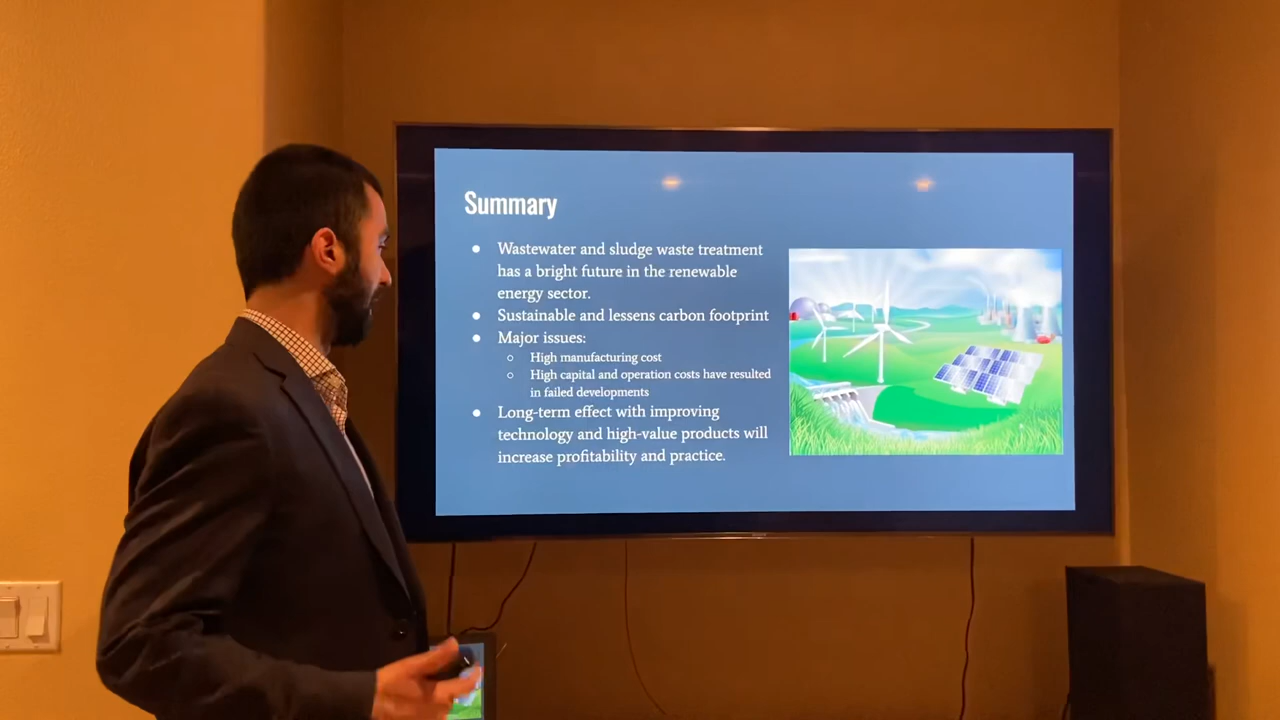 Summary
● Wastewater and sludge waste treatment
has a bright future in the renewable
energy sector.
● Sustainable and lessens carbon footprint
● Major issues:
○ High manufacturing cost
○ High capital and operation costs have resulted
in failed developments
● Long-term effect with improving
technology and high-value products will
increase profitability and practice.